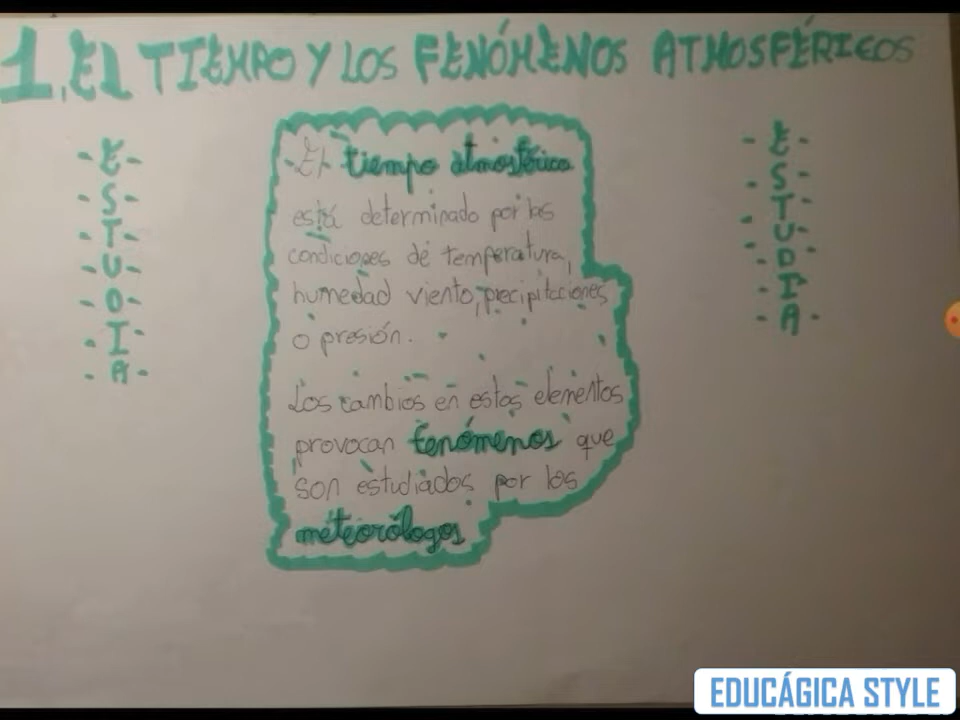 1. El TIEMPO Y LOS FENÓMENOS ATMOSFÉRICOS
- E -
- S -
- T -
- U -
- D -
- I -
- A -
- El tiempo atmosférico
está determinado por las
condiciones de temperatura,
humedad viento, precipitaciones
o presión.
Los cambios en estos elementos
provocan fenómenos que
son estudiados por los
meteorólogos
- E -
- S -
- T -
- U -
- D -
- I -
- A -
EDUCÁGICA STYLE